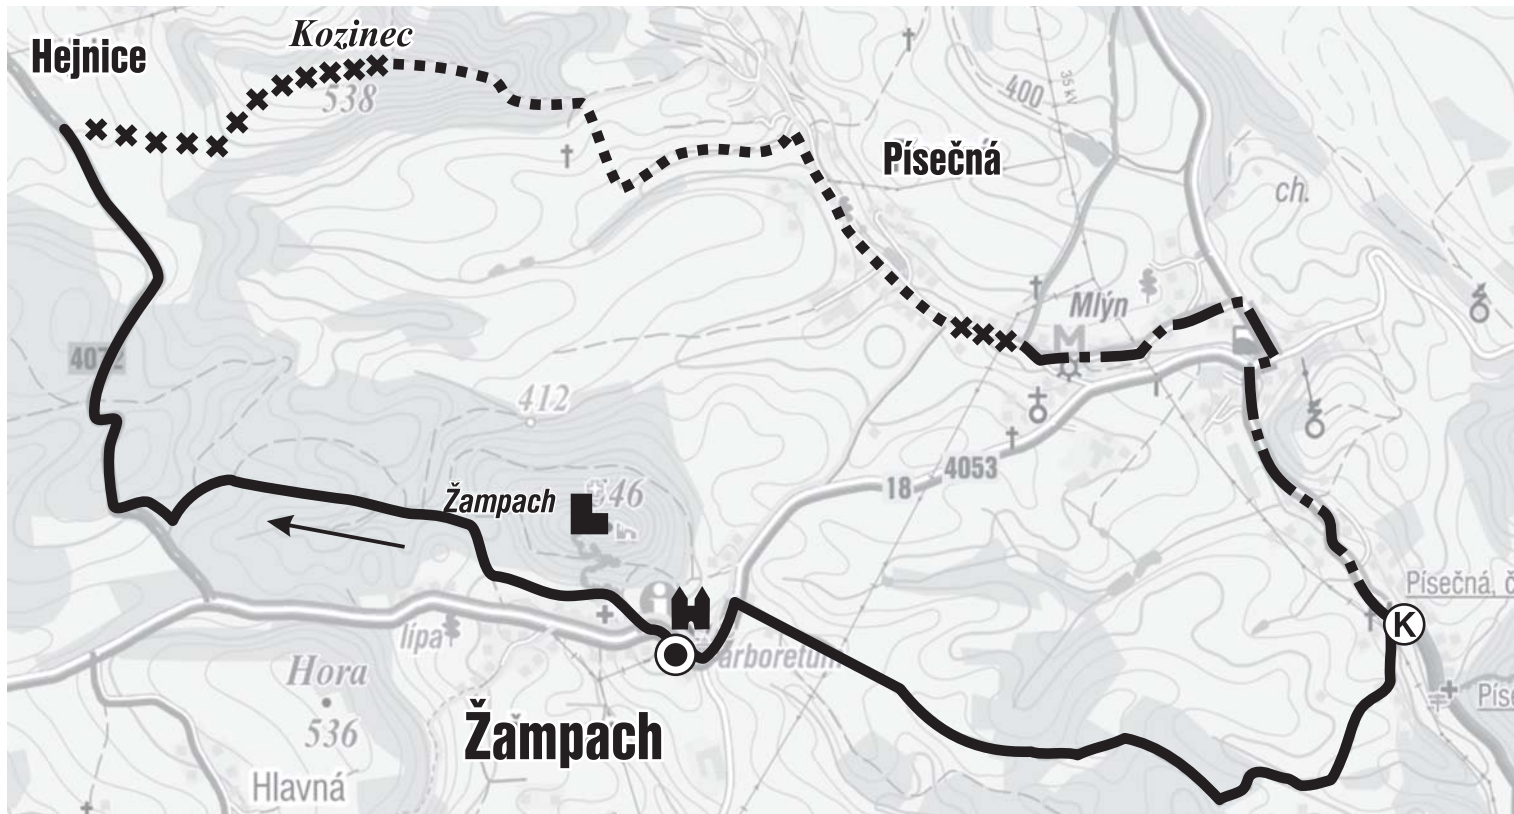 Kozinec
Hejnice
538
400
35 kV
Písečná
ch.
Mlýn
M
4072
412
Žampach
546
18
4053
Písečná, č
K
lípa
arboretum
Hora
536
Žampach
Hlavná
Píse